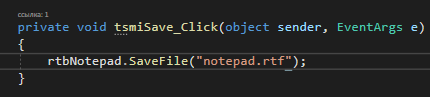 ссылка: 1
private void tsmiSave_Click(object sender, EventArgs e)
{
rtbNotepad.SaveFile("notepad.rtf");
}